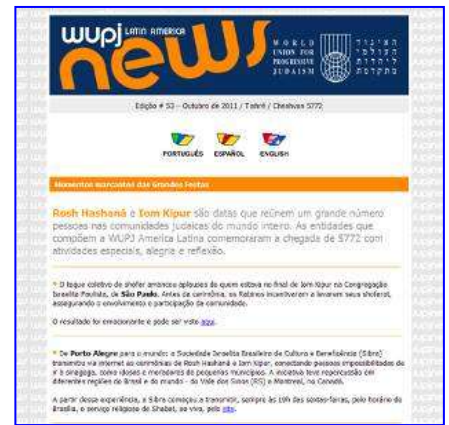 wupj LATIN AMERICA
news
WORLD
UNION FOR
PROGRESSIVE
JUDAISM
האיגוד
העולמי
ליהדות
מתקדמת
Edição # 53 – Outubro de 2011 / Tishrê / Cheshvan 5772
PORTUGUÊS ESPAÑOL ENGLISH
Momentos marcantes das Grandes Festas
Rosh Hashaná e Iom Kipur são datas que reúnem um grande número
pessoas nas comunidades judaicas do mundo inteiro. As entidades que
compõem a WUPJ America Latina comemoraram a chegada de 5772 com
atividades especiais, alegria e reflexão.
* O toque coletivo de shofar arrancou aplausos de quem estava no final de Iom Kipur na Congregação
Israelita Paulista, de São Paulo. Antes da cerimônia, os Rabinos incentivaram a levarem seus shofarot,
assegurando o envolvimento e participação da comunidade.
O resultado foi emocionante e pode ser visto aqui.
* De Porto Alegre para o mundo: a Sociedade Israelita Brasileira de Cultura e Beneficência (Sibra)
transmitiu via internet as cerimônias de Rosh Hashaná e Iom Kipur, conectando pessoas impossibilitadas de
ir à sinagoga, como idosos e moradores de pequenos municípios. A iniciativa teve repercussão em
diferentes regiões do Brasil e do mundo - do Vale dos Sinos (RS) a Montreal, no Canadá.
A partir dessa experiência, a Sibra começou a transmitir, sempre às 19h das sextas-feiras, pelo horário de
Brasília, o serviço religioso de Shabat, ao vivo, pelo site.